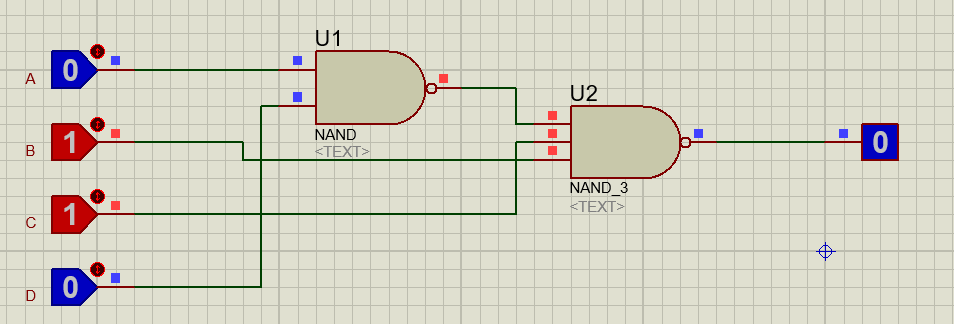 U1
A
0
U2
B
1
NAND
<TEXT>
0
NAND_3
<TEXT>
C
1
D
0